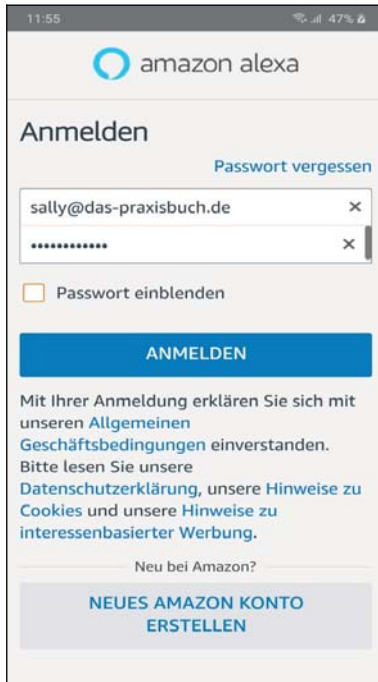 11:55 47%
amazon alexa
Anmelden
Passwort vergessen
sally@das-praxisbuch.de ×
•••••••••••• ×
Passwort einblenden
ANMELDEN
Mit Ihrer Anmeldung erklären Sie sich mit
unseren Allgemeinen
Geschäftsbedingungen einverstanden.
Bitte lesen Sie unsere
Datenschutzerklärung, unsere Hinweise zu
Cookies und unsere Hinweise zu
interessenbasierter Werbung.
Neu bei Amazon?
NEUES AMAZON KONTO
ERSTELLEN